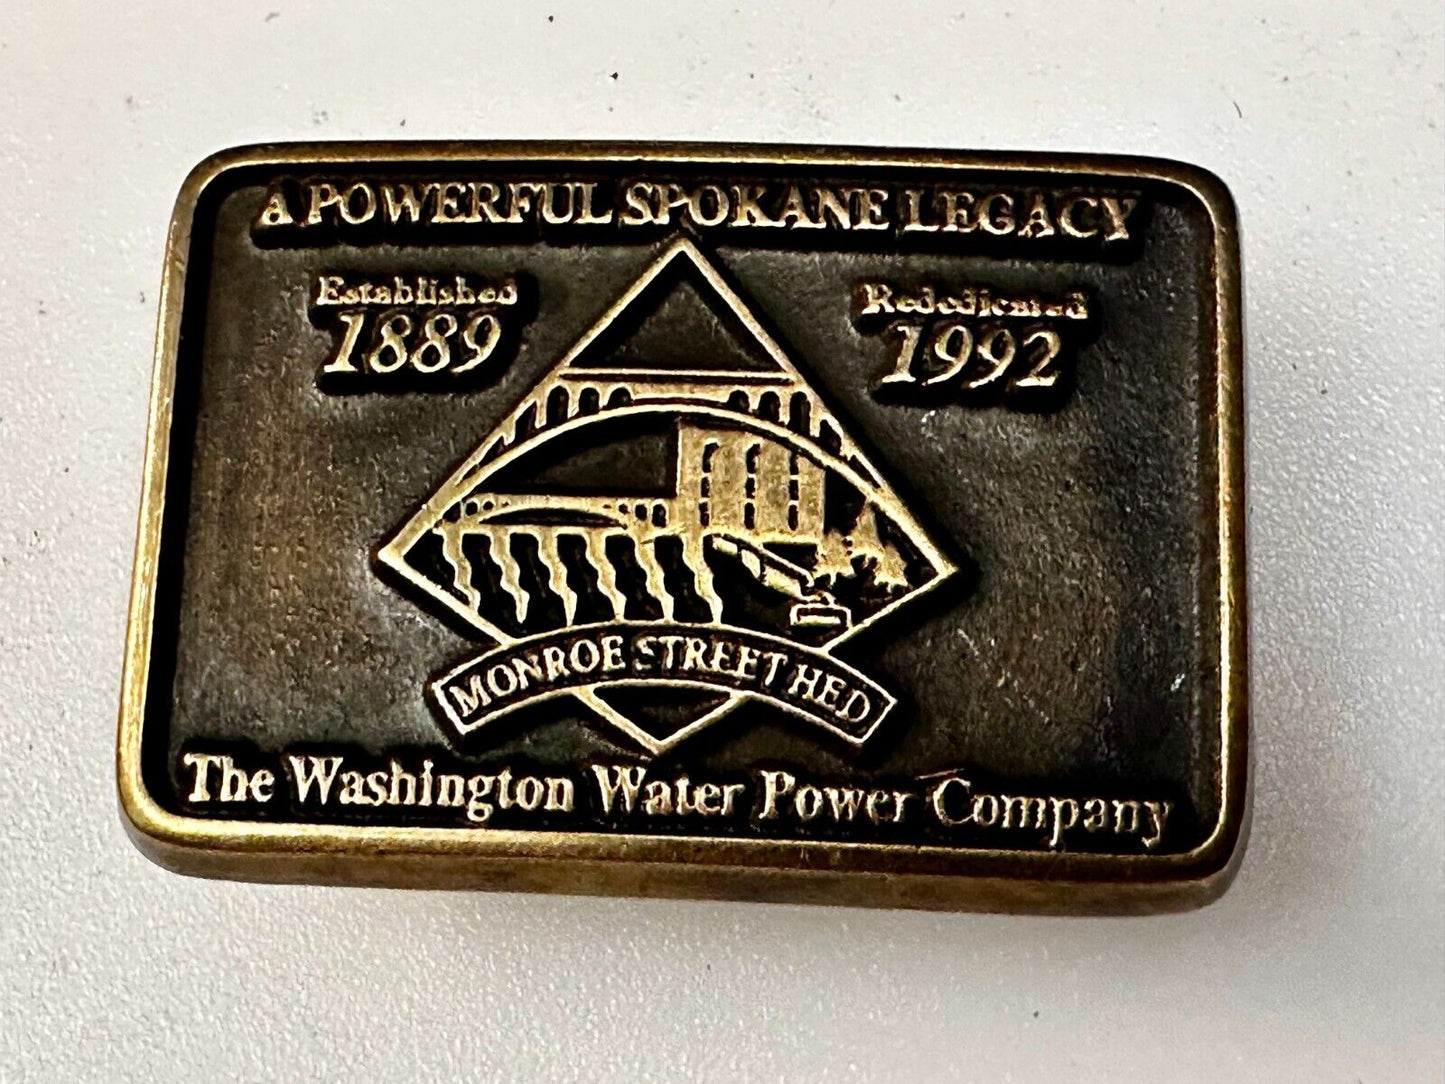 A POWERFUL SPOKANE LEGACY
Established
1889
Rededicated
1992
MONROE STREET HED
The Washington Water Power Company